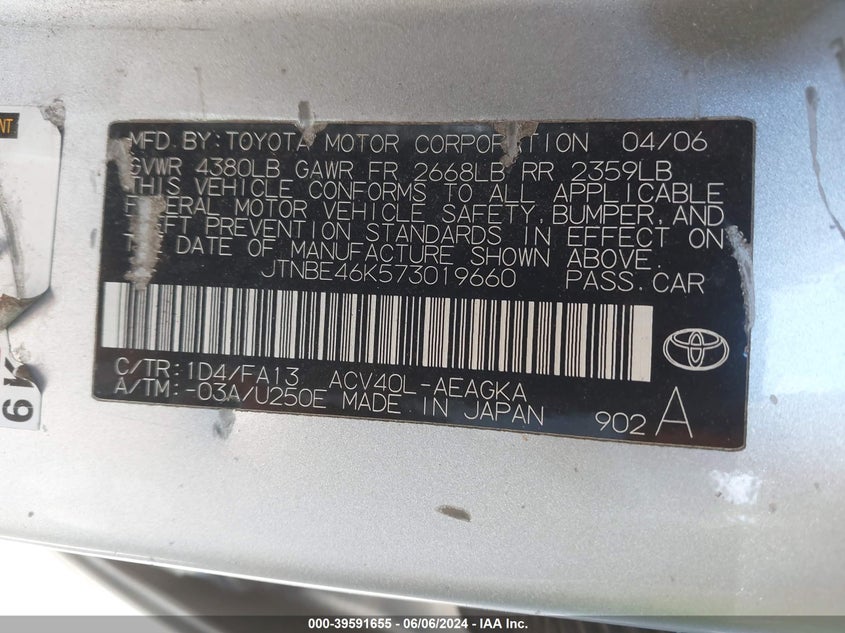 MFD. BY: TOYOTA MOTOR CORPORATION 04/06
GVWR 4380LB GAWR FR 2668LB RR 2359LB
THIS VEHICLE CONFORMS TO ALL APPLICABLE
FEDERAL MOTOR VEHICLE SAFETY, BUMPER, AND
THEFT PREVENTION STANDARDS IN EFFECT ON
THE DATE OF MANUFACTURE SHOWN ABOVE.
JTNBE46K573019660 PASS. CAR
C/TR: 1D4/FA13 ACV40L-AEAGKA
A/TM: -03A/U250E MADE IN JAPAN
902 A
000-39591655 - 06/06/2024 - IAA Inc.